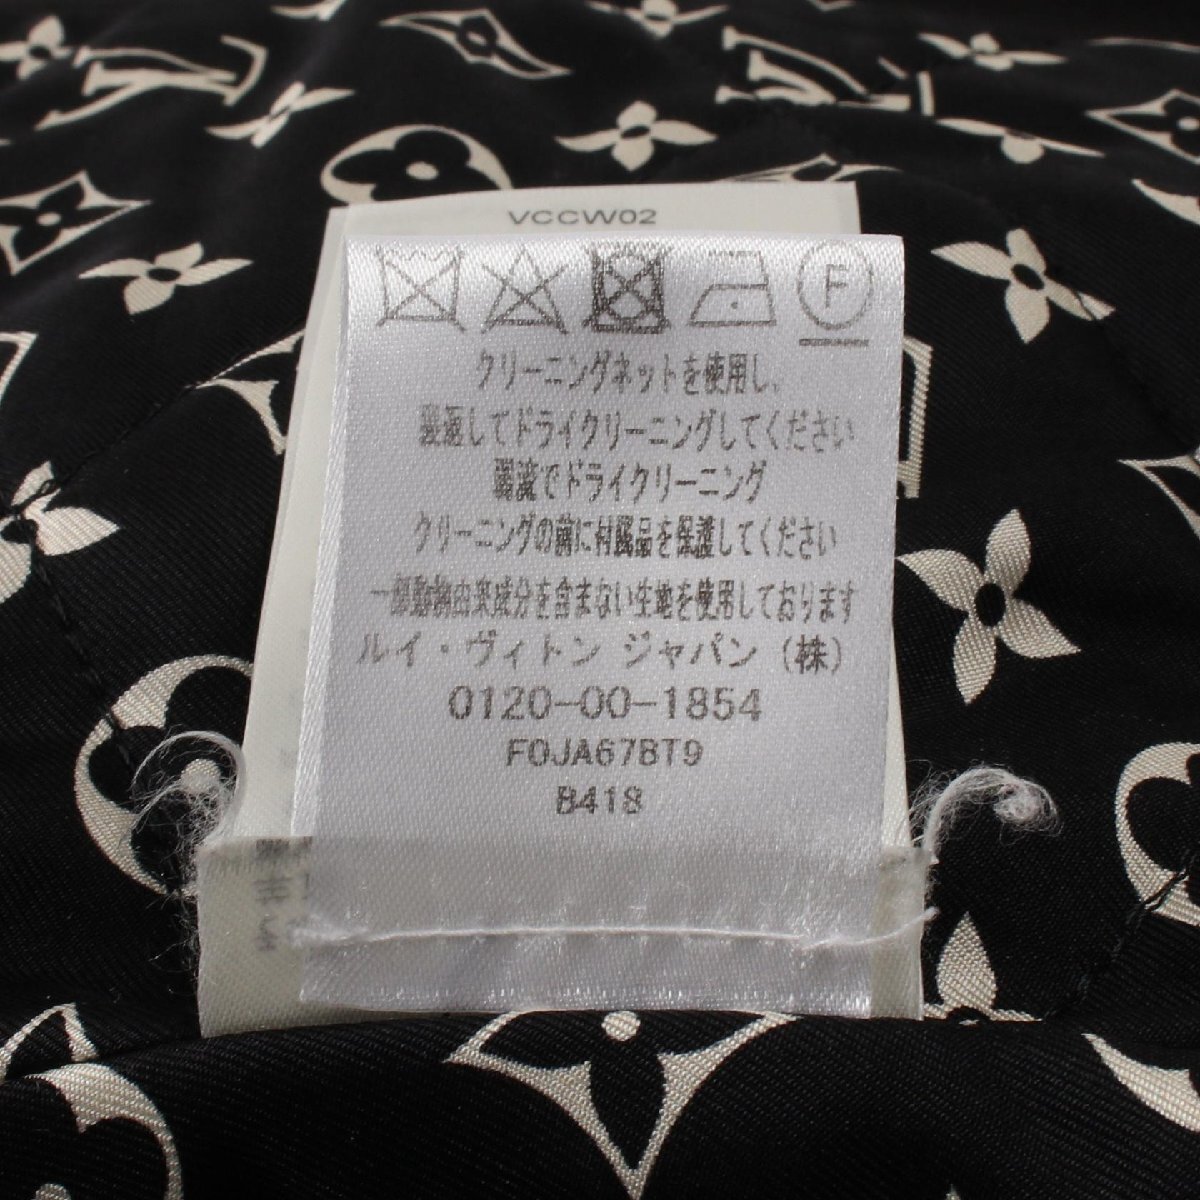 VCCW02
F
クリーニングネットを使用し、
裏返してドライクリーニングしてください
弱流でドライクリーニング
クリーニングの前に付属品を保護してください
一部動物由来成分を含まない生地を使用しております
ルイ・ヴィトン ジャパン (株)
0120-00-1854
F0JA67BT9
B418